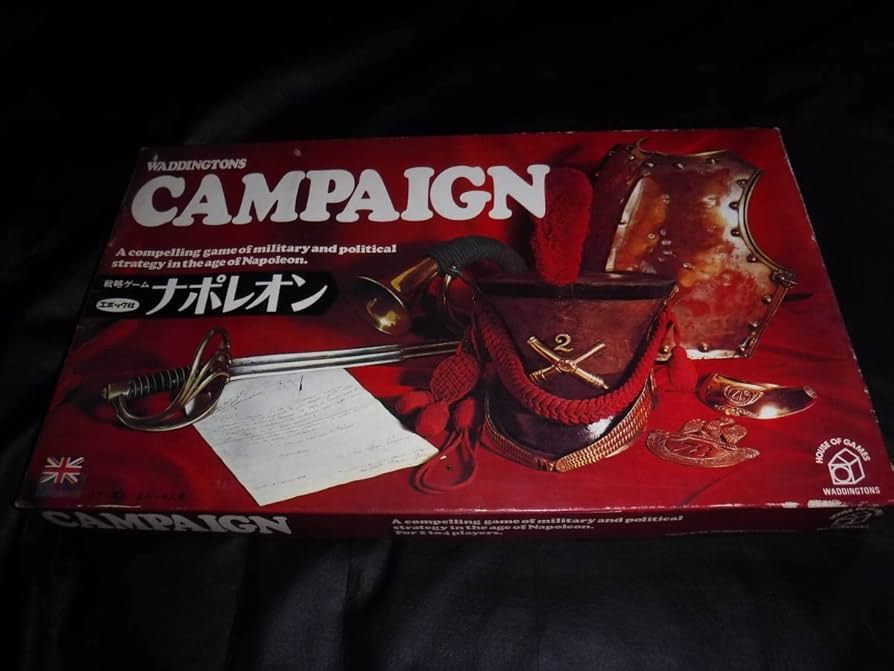 WADDINGTONS
CAMPAIGN
A compelling game of military and political
strategy in the age of Napoleon.
戦略ゲーム
エポック社
ナポレオン
2
HOUSE OF GAMES
WADDINGTONS
CAMPAIGN
A compelling game of military and political
strategy in the age of Napoleon.
For 2 to 4 players.